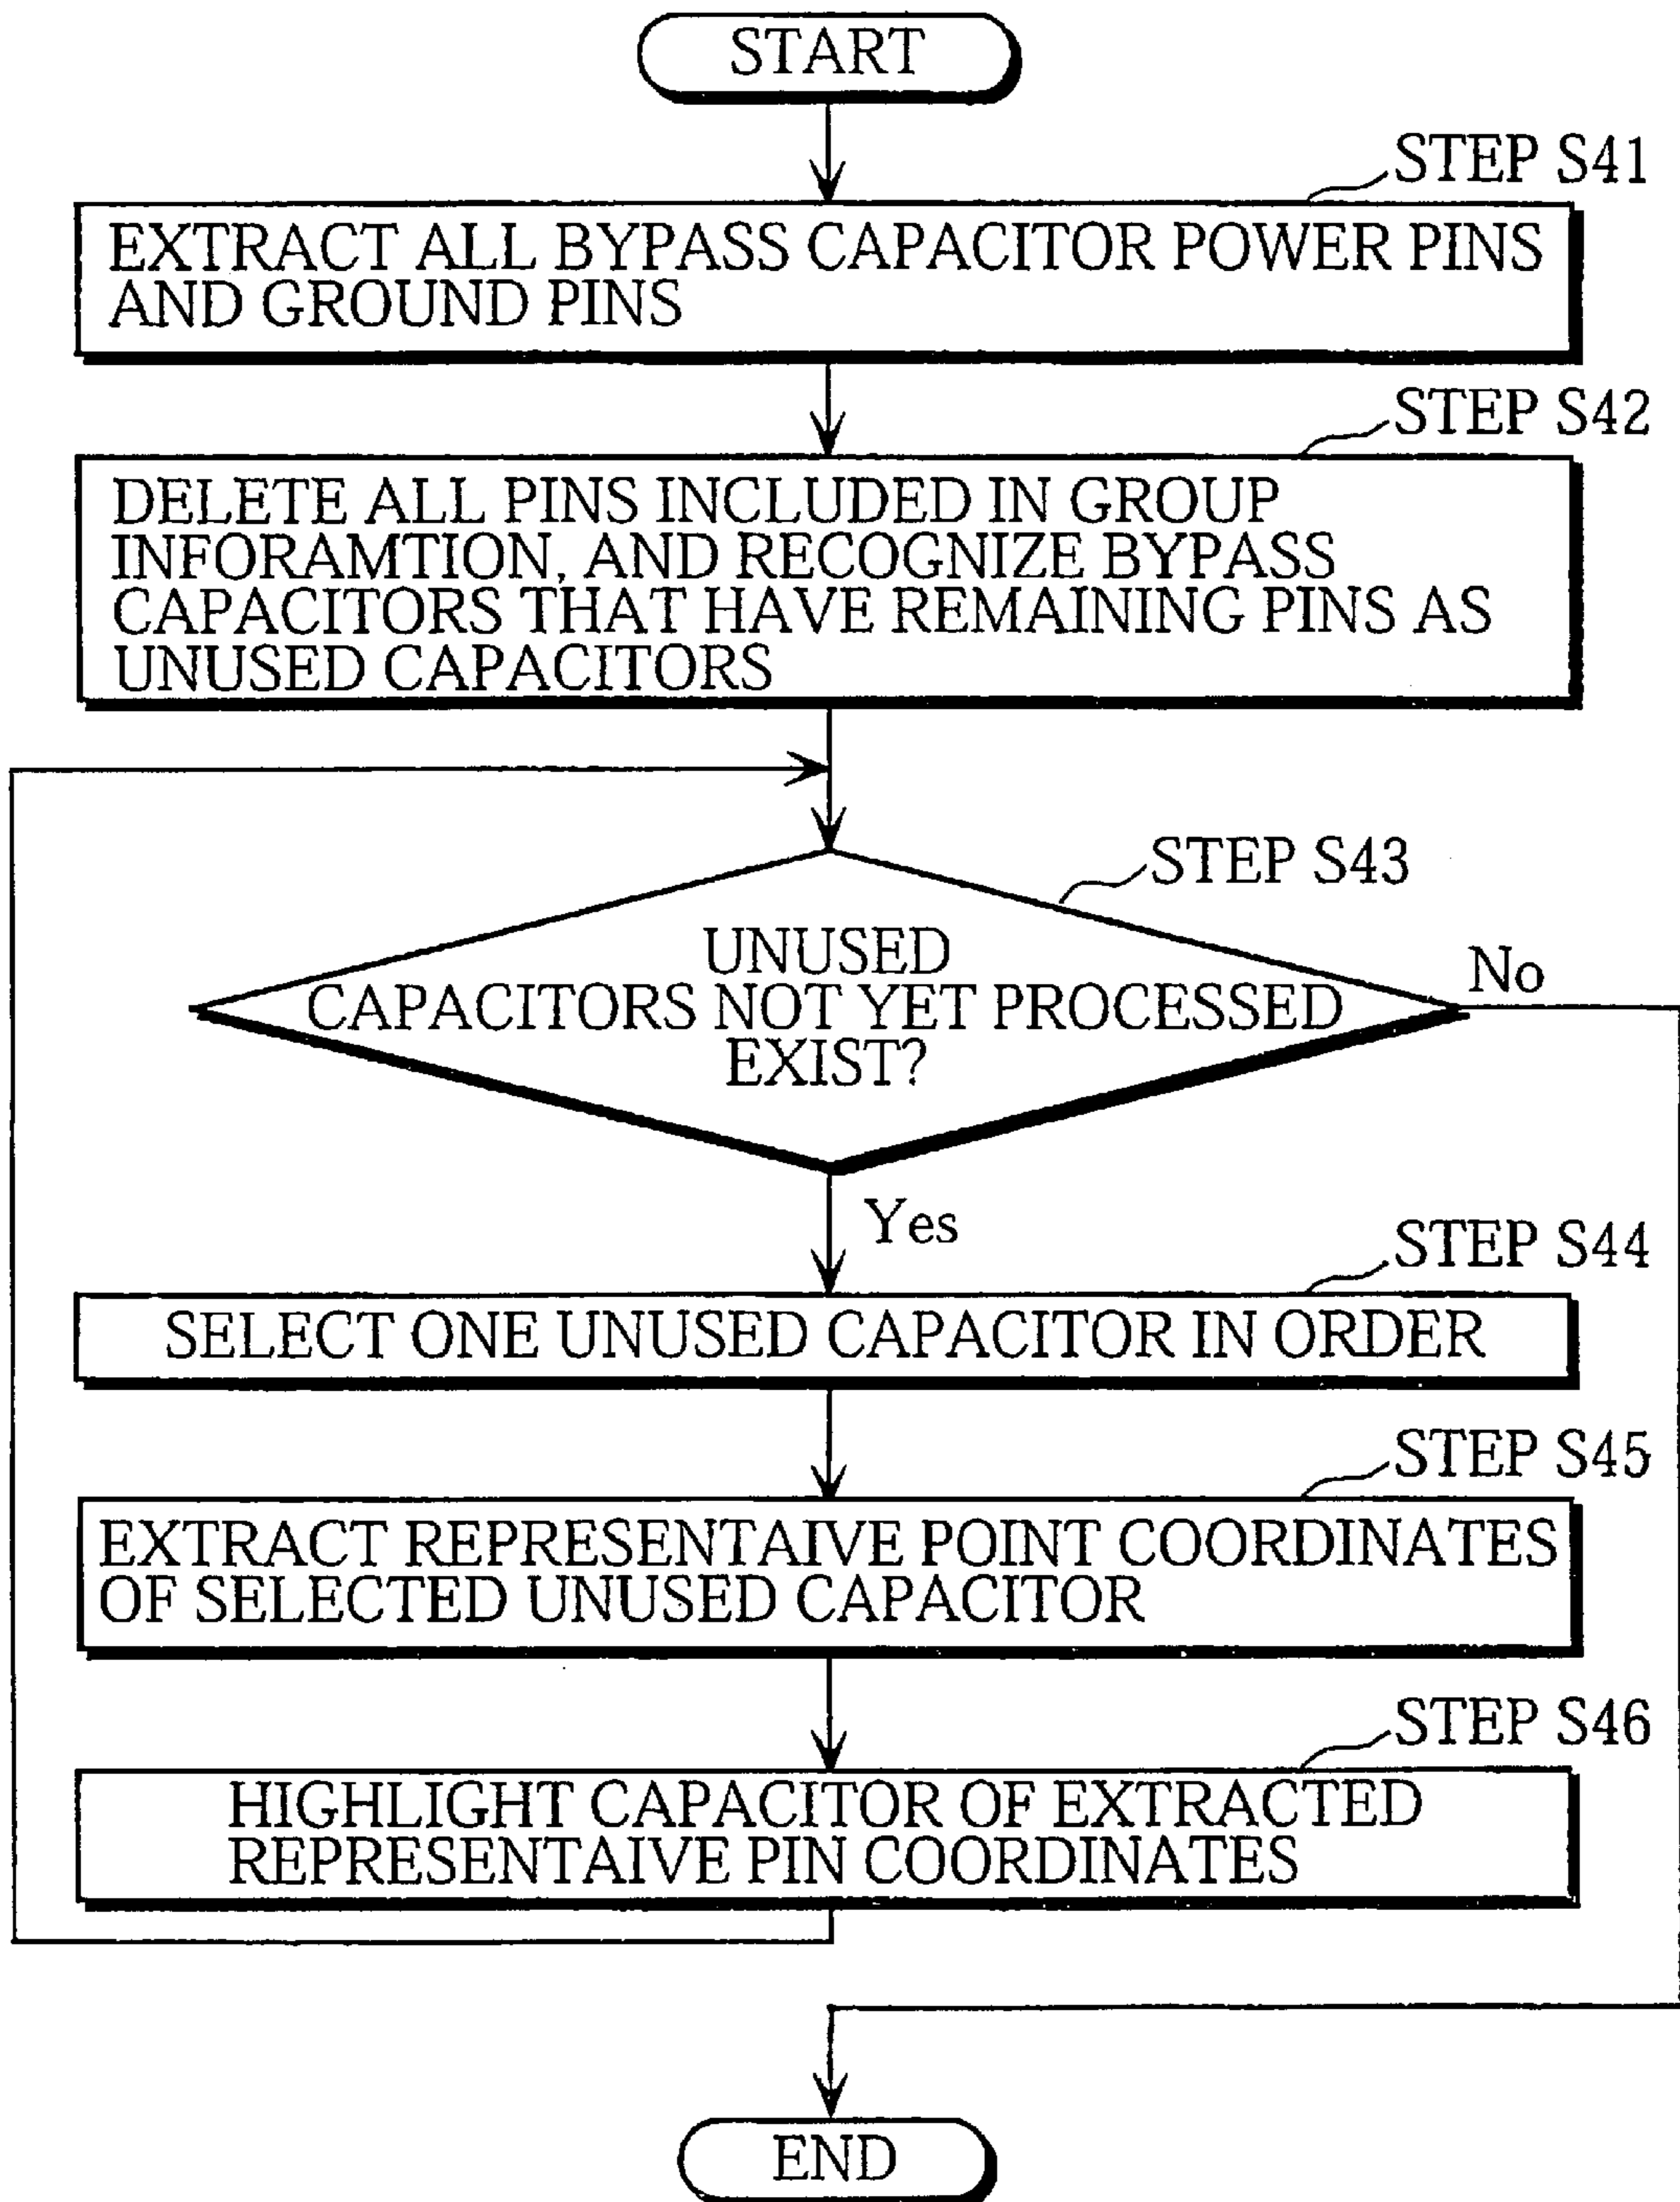 START
STEP S41
EXTRACT ALL BYPASS CAPACITOR POWER PINS
AND GROUND PINS
STEP S42
DELETE ALL PINS INCLUDED IN GROUP
INFORAMTION, AND RECOGNIZE BYPASS
CAPACITORS THAT HAVE REMAINING PINS AS
UNUSED CAPACITORS
STEP S43
UNUSED
CAPACITORS NOT YET PROCESSED
EXIST?
No
Yes
STEP S44
SELECT ONE UNUSED CAPACITOR IN ORDER
STEP S45
EXTRACT REPRESENTAIVE POINT COORDINATES
OF SELECTED UNUSED CAPACITOR
STEP S46
HIGHLIGHT CAPACITOR OF EXTRACTED
REPRESENTAIVE PIN COORDINATES
END